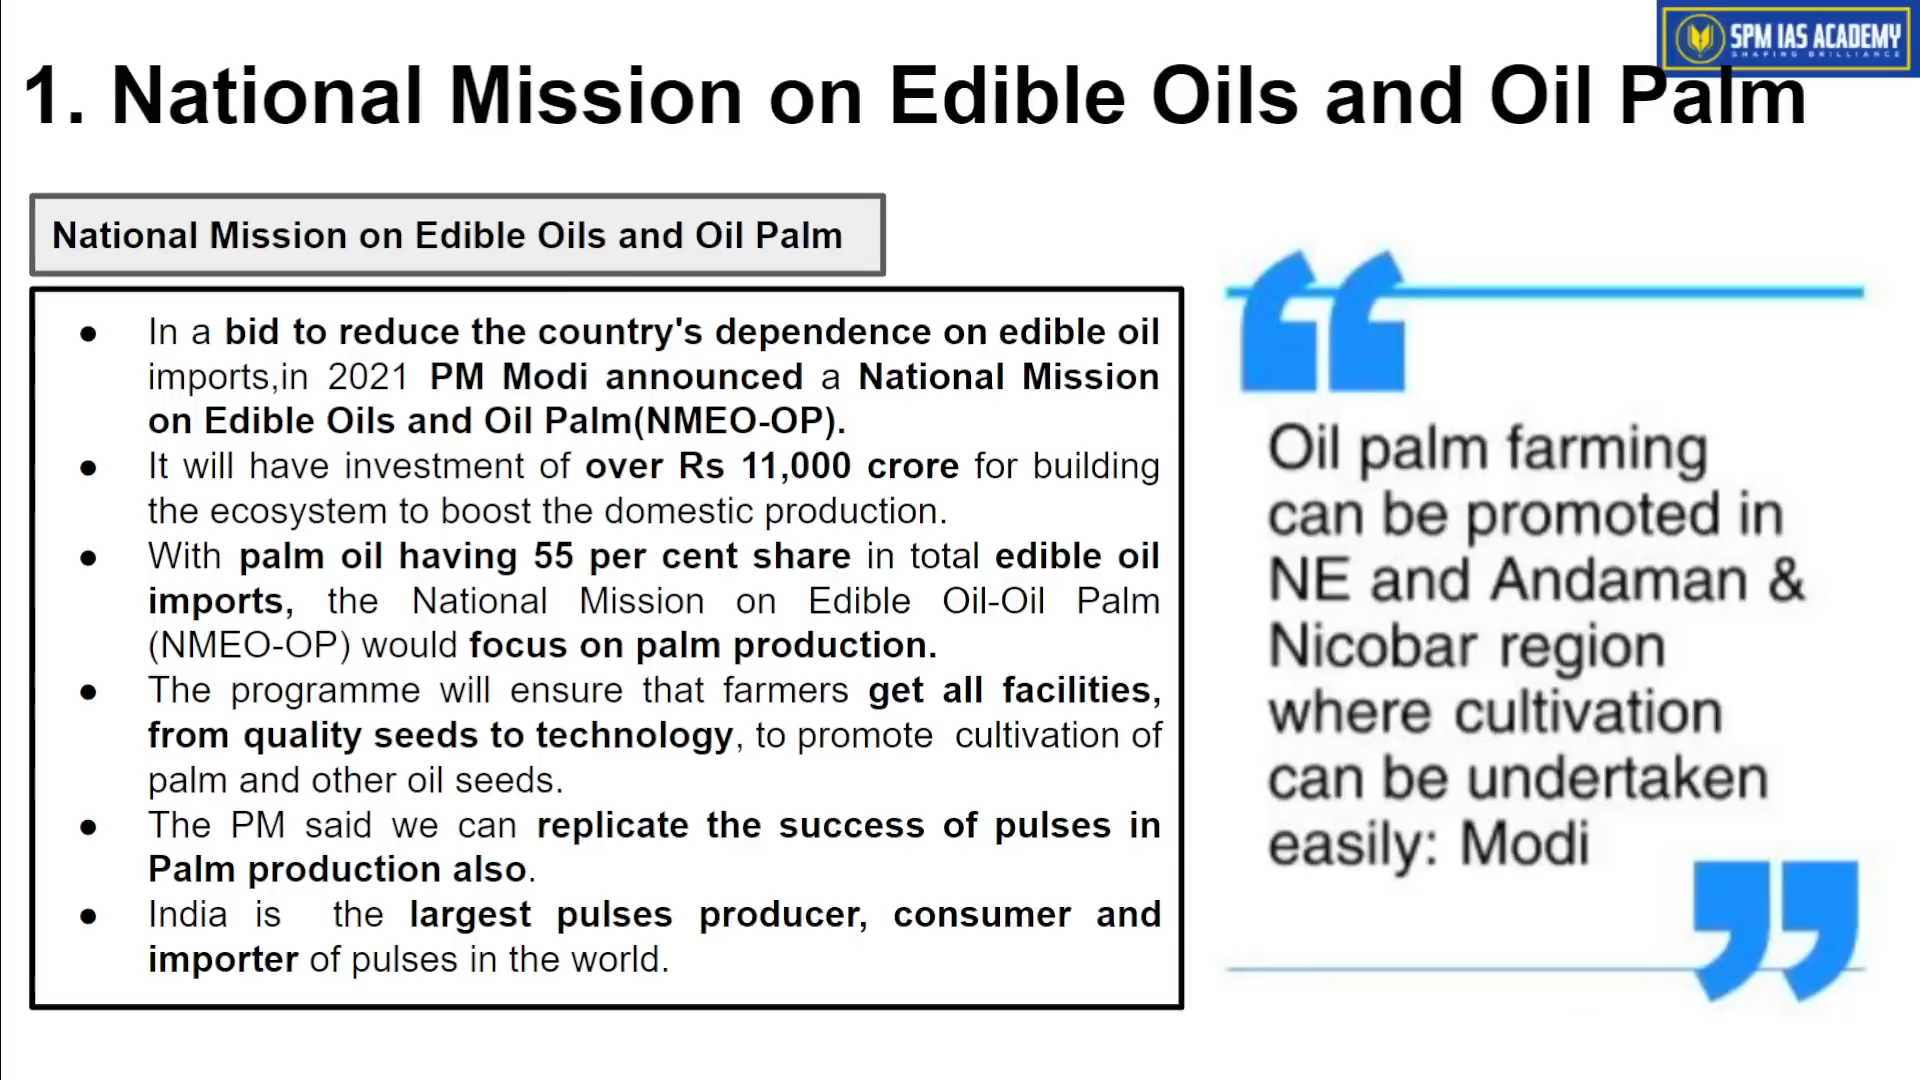 SPM IAS ACADEMY
SHAPING BRILLIANCE
1. National Mission on Edible Oils and Oil Palm
National Mission on Edible Oils and Oil Palm
● In a bid to reduce the country's dependence on edible oil
imports,in 2021 PM Modi announced a National Mission
on Edible Oils and Oil Palm(NMEO-OP).
● It will have investment of over Rs 11,000 crore for building
the ecosystem to boost the domestic production.
● With palm oil having 55 per cent share in total edible oil
imports, the National Mission on Edible Oil-Oil Palm
(NMEO-OP) would focus on palm production.
● The programme will ensure that farmers get all facilities,
from quality seeds to technology, to promote cultivation of
palm and other oil seeds.
● The PM said we can replicate the success of pulses in
Palm production also.
● India is the largest pulses producer, consumer and
importer of pulses in the world.
“
Oil palm farming
can be promoted in
NE and Andaman &
Nicobar region
where cultivation
can be undertaken
easily: Modi
”